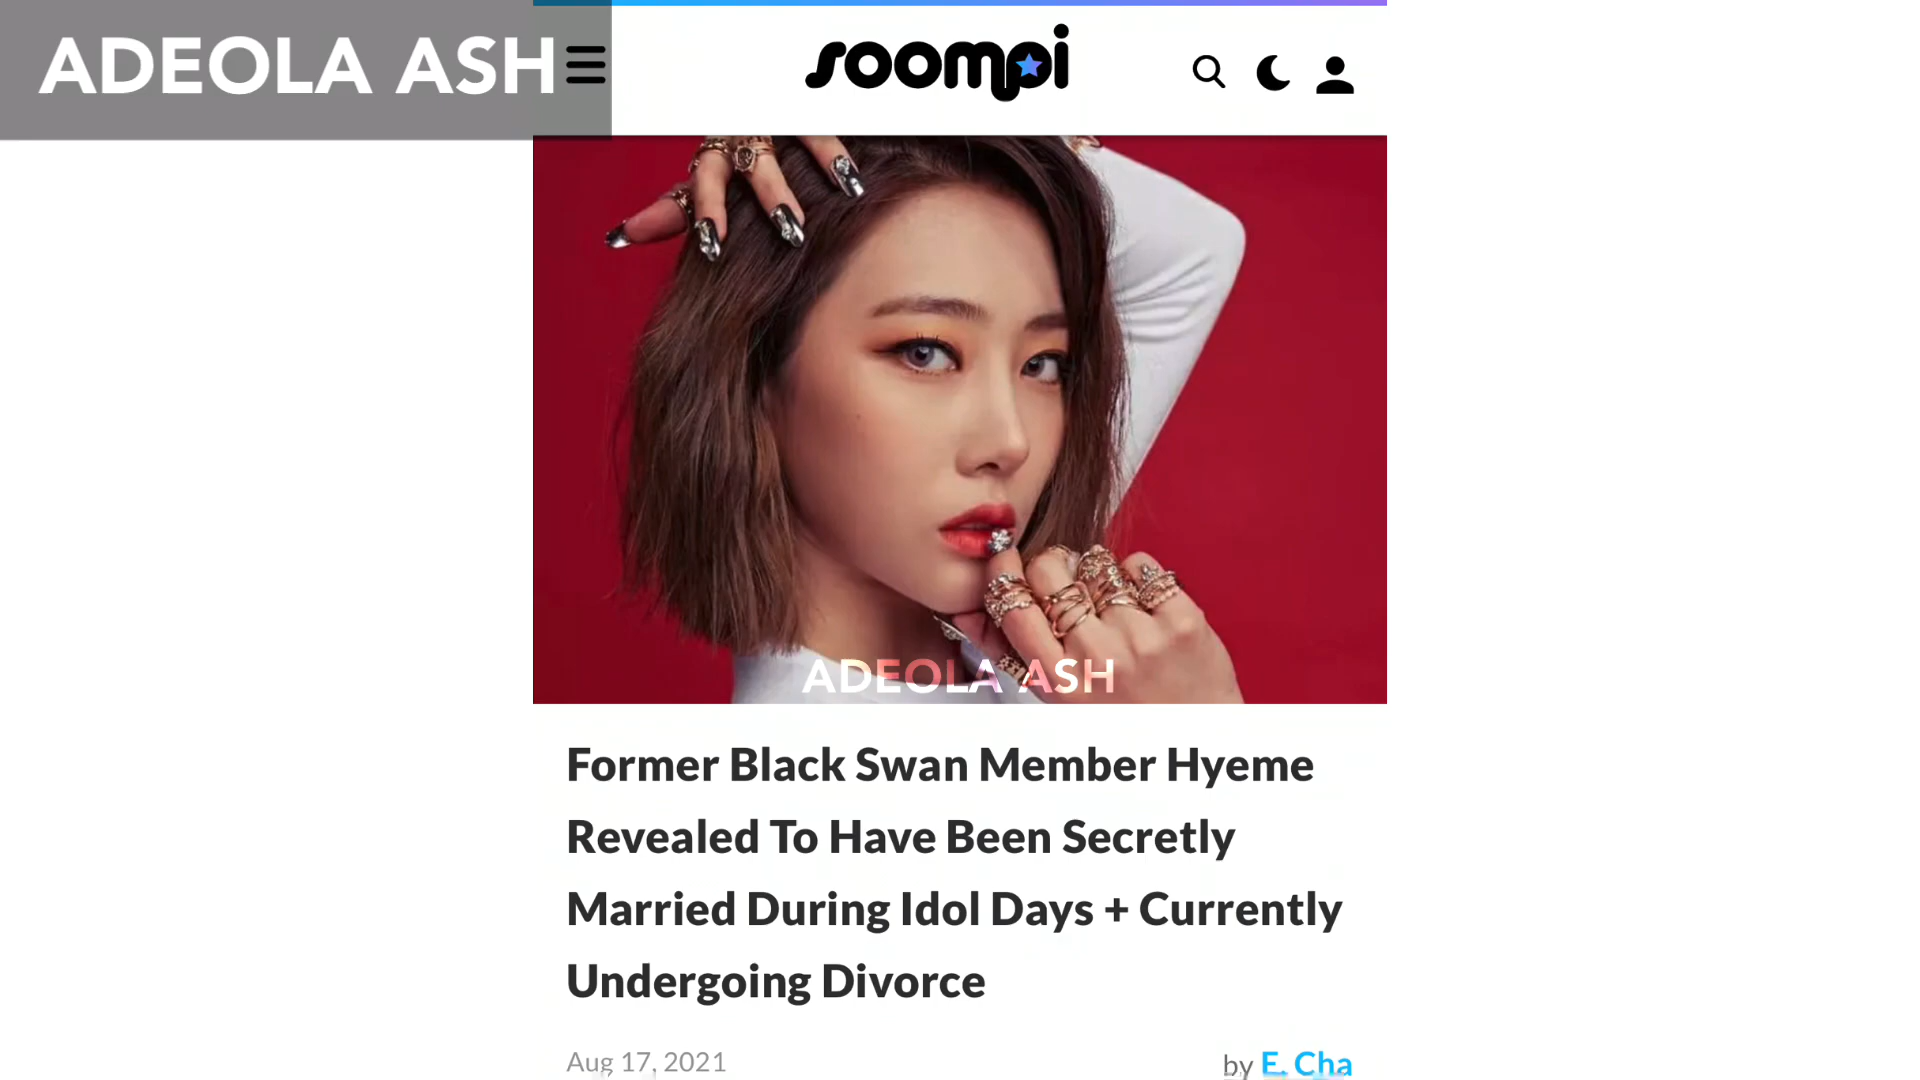 ADEOLA ASH
soompi
ADEOLA ASH
Former Black Swan Member Hyeme
Revealed To Have Been Secretly
Married During Idol Days + Currently
Undergoing Divorce
Aug 17, 2021
by E. Cha